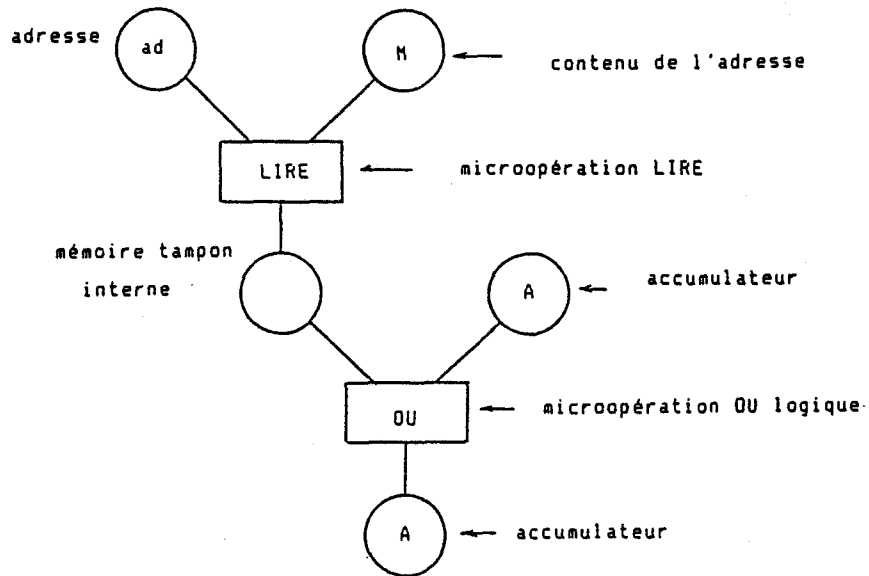 adresse
ad
M
contenu de l'adresse
LIRE
microopération LIRE
mémoire tampon
interne
A
accumulateur
OU
microopération OU logique
A
accumulateur